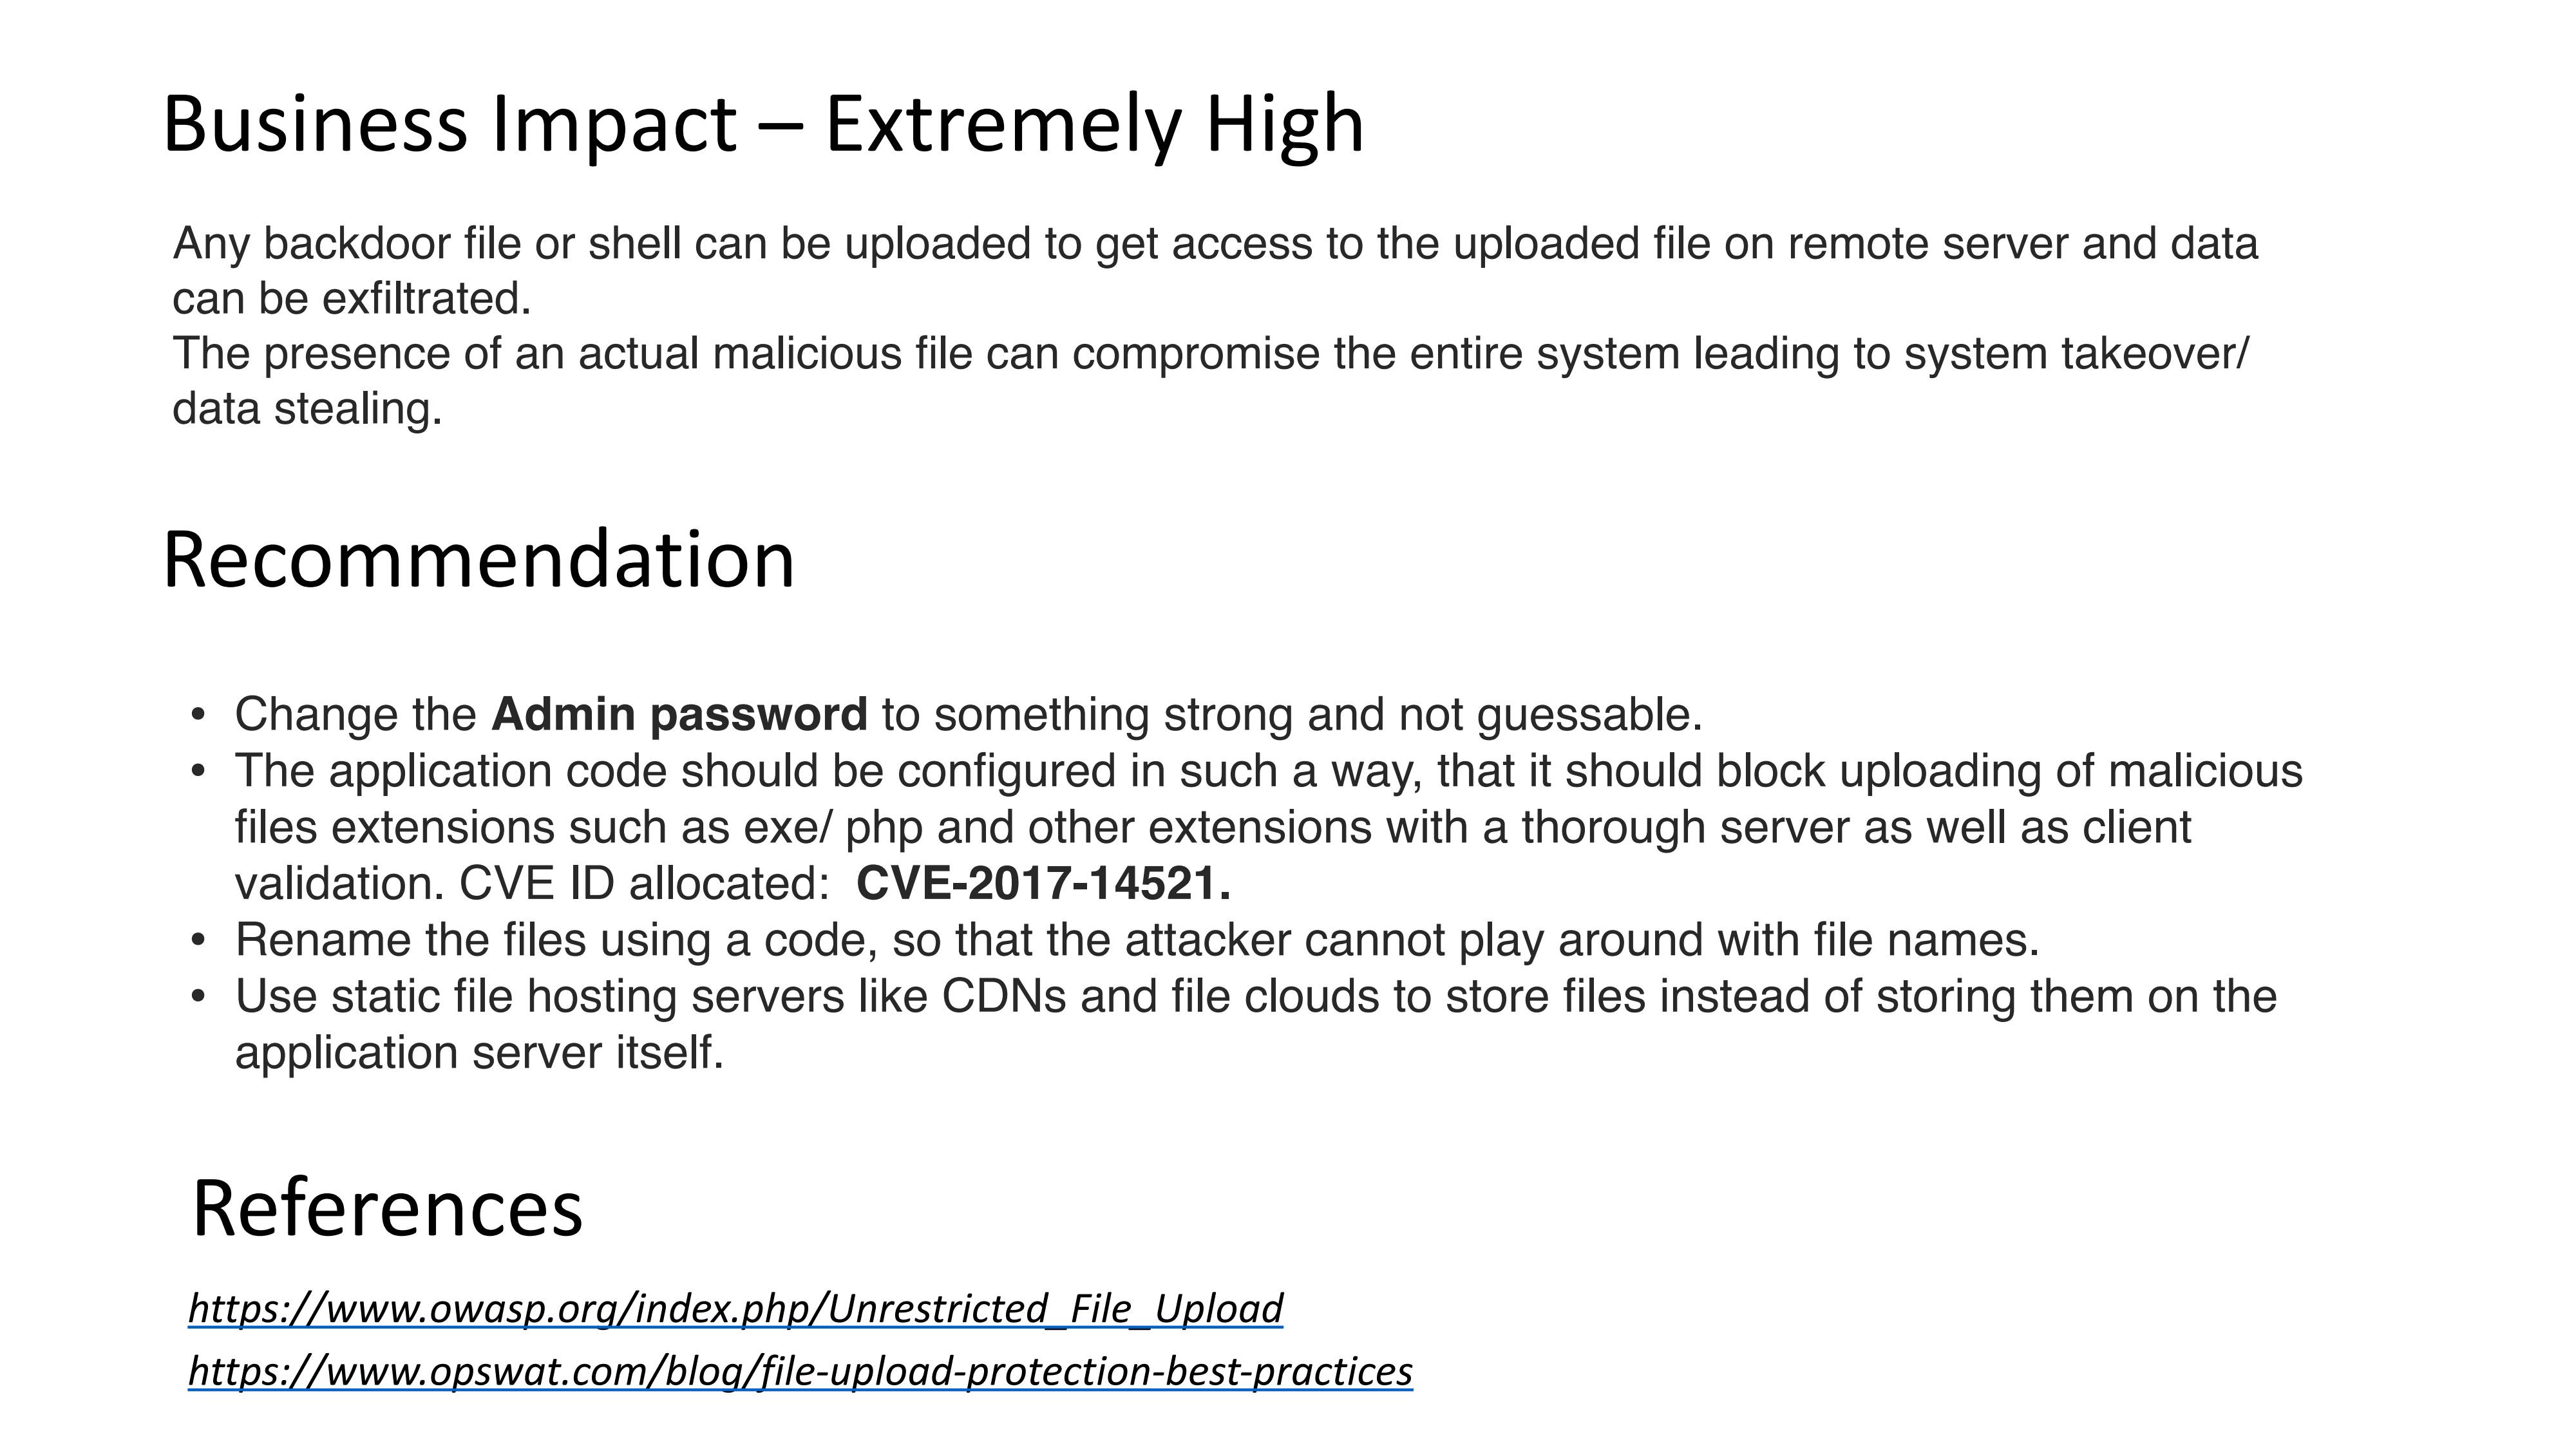 Business Impact – Extremely High
Any backdoor file or shell can be uploaded to get access to the uploaded file on remote server and data
can be exfiltrated.
The presence of an actual malicious file can compromise the entire system leading to system takeover/
data stealing.
Recommendation
• Change the Admin password to something strong and not guessable.
• The application code should be configured in such a way, that it should block uploading of malicious
files extensions such as exe/ php and other extensions with a thorough server as well as client
validation. CVE ID allocated:  CVE-2017-14521.
• Rename the files using a code, so that the attacker cannot play around with file names.
• Use static file hosting servers like CDNs and file clouds to store files instead of storing them on the
application server itself.
References
https://www.owasp.org/index.php/Unrestricted_File_Upload
https://www.opswat.com/blog/file-upload-protection-best-practices